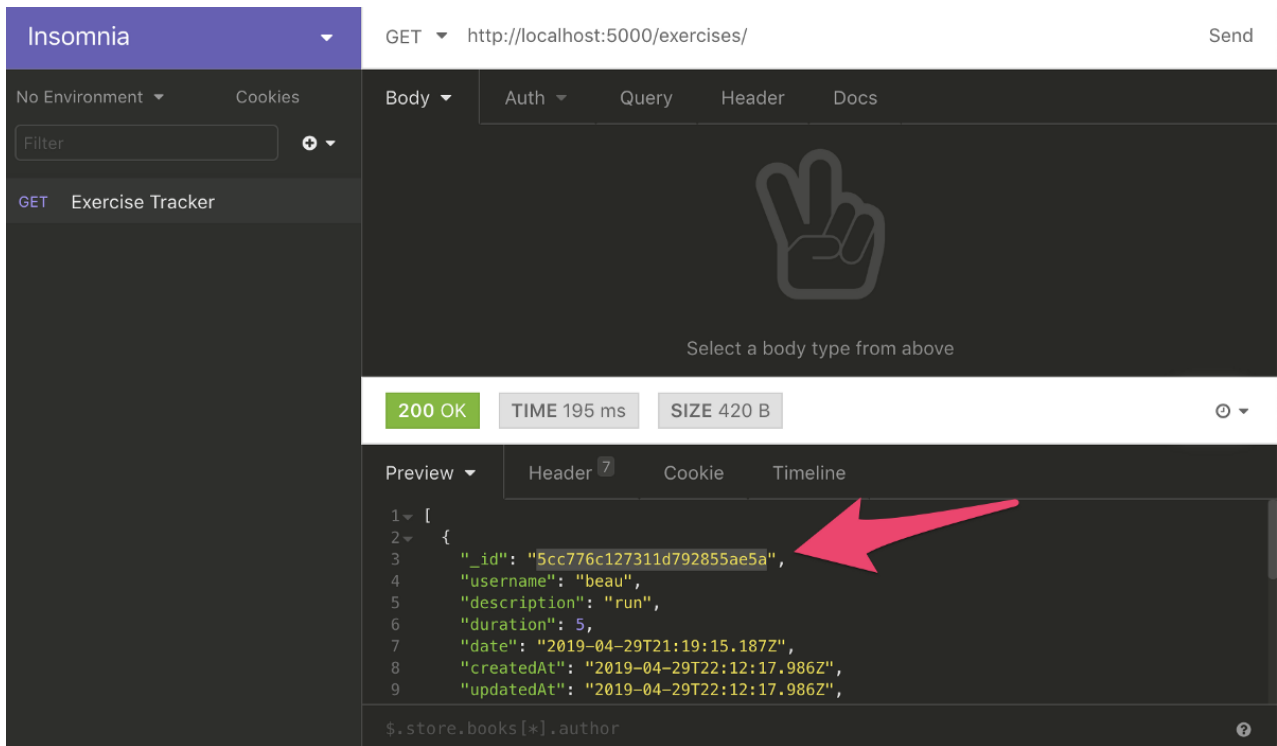 Insomnia
GET http://localhost:5000/exercises/ Send
No Environment Cookies
Body Auth Query Header Docs
Filter
GET Exercise Tracker
Select a body type from above
200 OK TIME 195 ms SIZE 420 B
Preview Header 7 Cookie Timeline
1 [
2 {
3 "_id": "5cc776c127311d792855ae5a",
4 "username": "beau",
5 "description": "run",
6 "duration": 5,
7 "date": "2019-04-29T21:19:15.187Z",
8 "createdAt": "2019-04-29T22:12:17.986Z",
9 "updatedAt": "2019-04-29T22:12:17.986Z",
$.store.books[*].author